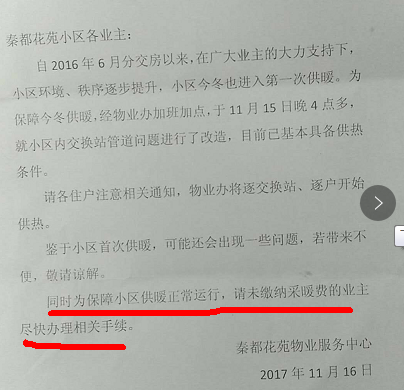 秦都花苑小区各业主：
自 2016 年 6 月分交房以来，在广大业主的大力支持下，
小区环境、秩序逐步提升，小区今冬也进入第一次供暖。为
保障今冬供暖，经物业办加班加点，于 11 月 15 日晚 4 点多，
就小区内交换站管道问题进行了改造，目前已基本具备供热
条件。
请各住户注意相关通知，物业办将逐交换站、逐户开始
供热。
鉴于小区首次供暖，可能还会出现一些问题，若带来不
便，敬请谅解。
同时为保障小区供暖正常运行，请未缴纳采暖费的业主
尽快办理相关手续。
秦都花苑物业服务中心
2017 年 11 月 16 日